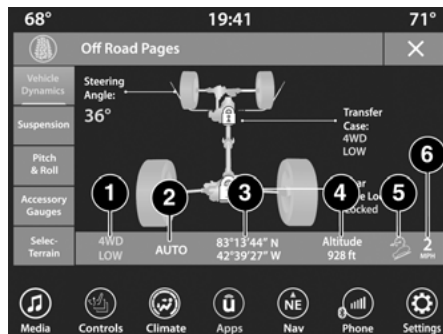 68°
19:41
71°
Off Road Pages
Vehicle
Dynamics
Suspension
Pitch
& Roll
Accessory
Gauges
Selec-
Terrain
Steering
Angle:
36°
Transfer
Case:
4WD
LOW
Locked
1
2
3
4
5
6
4WD
LOW
AUTO
83°13'44" N
42°39'27" W
Altitude
928 ft
2
MPH
Media
Controls
Climate
Apps
NE
Nav
Phone
Settings